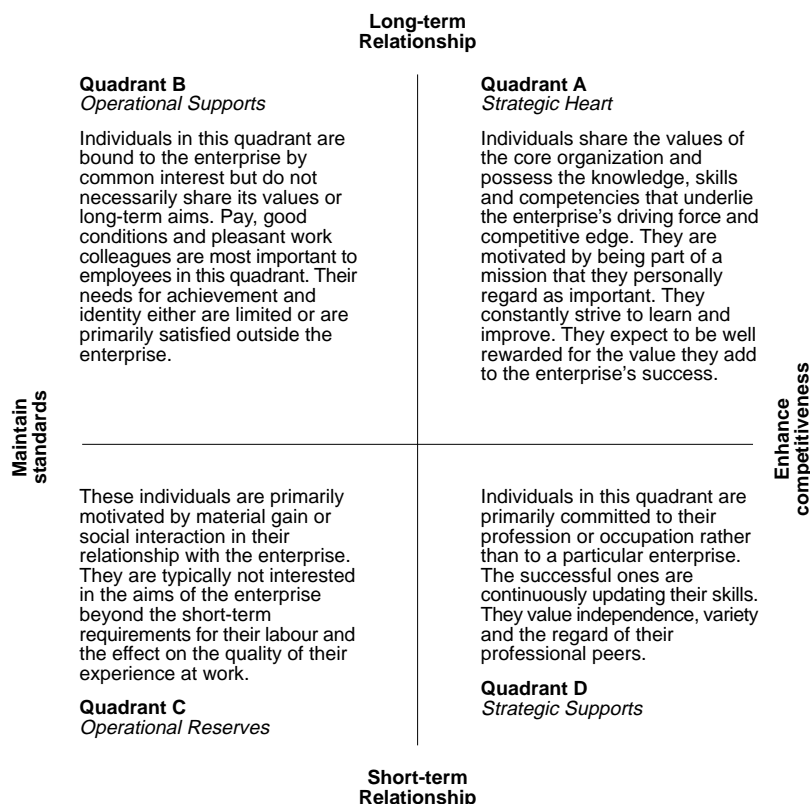 Long-term
Relationship
Quadrant B
Operational Supports
Individuals in this quadrant are
bound to the enterprise by
common interest but do not
necessarily share its values or
long-term aims. Pay, good
conditions and pleasant work
colleagues are most important to
employees in this quadrant. Their
needs for achievement and
identity either are limited or are
primarily satisfied outside the
enterprise.
Quadrant A
Strategic Heart
Individuals share the values of
the core organization and
possess the knowledge, skills
and competencies that underlie
the enterprise's driving force and
competitive edge. They are
motivated by being part of a
mission that they personally
regard as important. They
constantly strive to learn and
improve. They expect to be well
rewarded for the value they add
to the enterprise's success.
Maintain
standards
Enhance
competitiveness
These individuals are primarily
motivated by material gain or
social interaction in their
relationship with the enterprise.
They are typically not interested
in the aims of the enterprise
beyond the short-term
requirements for their labour and
the effect on the quality of their
experience at work.
Quadrant C
Operational Reserves
Individuals in this quadrant are
primarily committed to their
profession or occupation rather
than to a particular enterprise.
The successful ones are
continuously updating their skills.
They value independence, variety
and the regard of their
professional peers.
Quadrant D
Strategic Supports
Short-term
Relationship